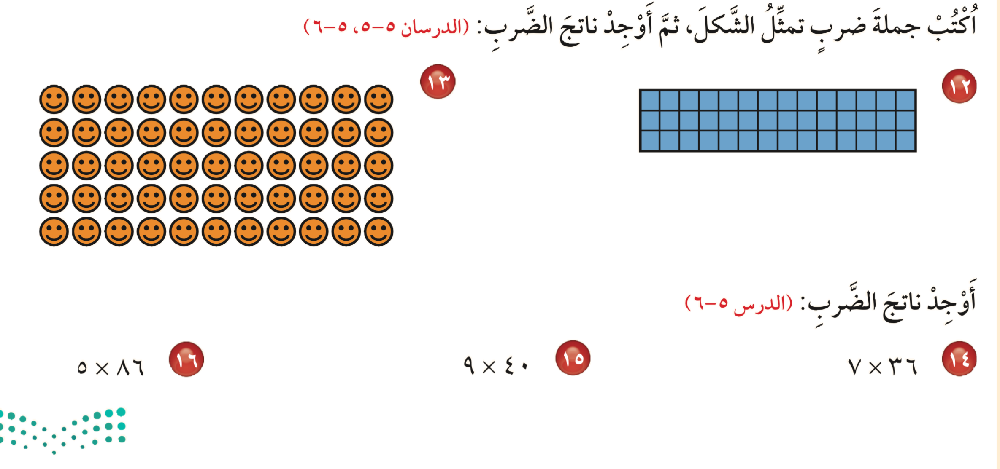 اُكْتُبْ جملةَ ضربٍ تمثِّلُ الشَّكلَ، ثمَّ أَوْجِدْ ناتجَ الضَّربِ: (الدرسان ٥–٥، ٥–٦)
١٢
١٣
أَوْجِدْ ناتجَ الضَّربِ: (الدرس ٥–٦)
١٤ ٣٦ × ٧
١٥ ٤٠ × ٩
١٦ ٨٦ × ٥